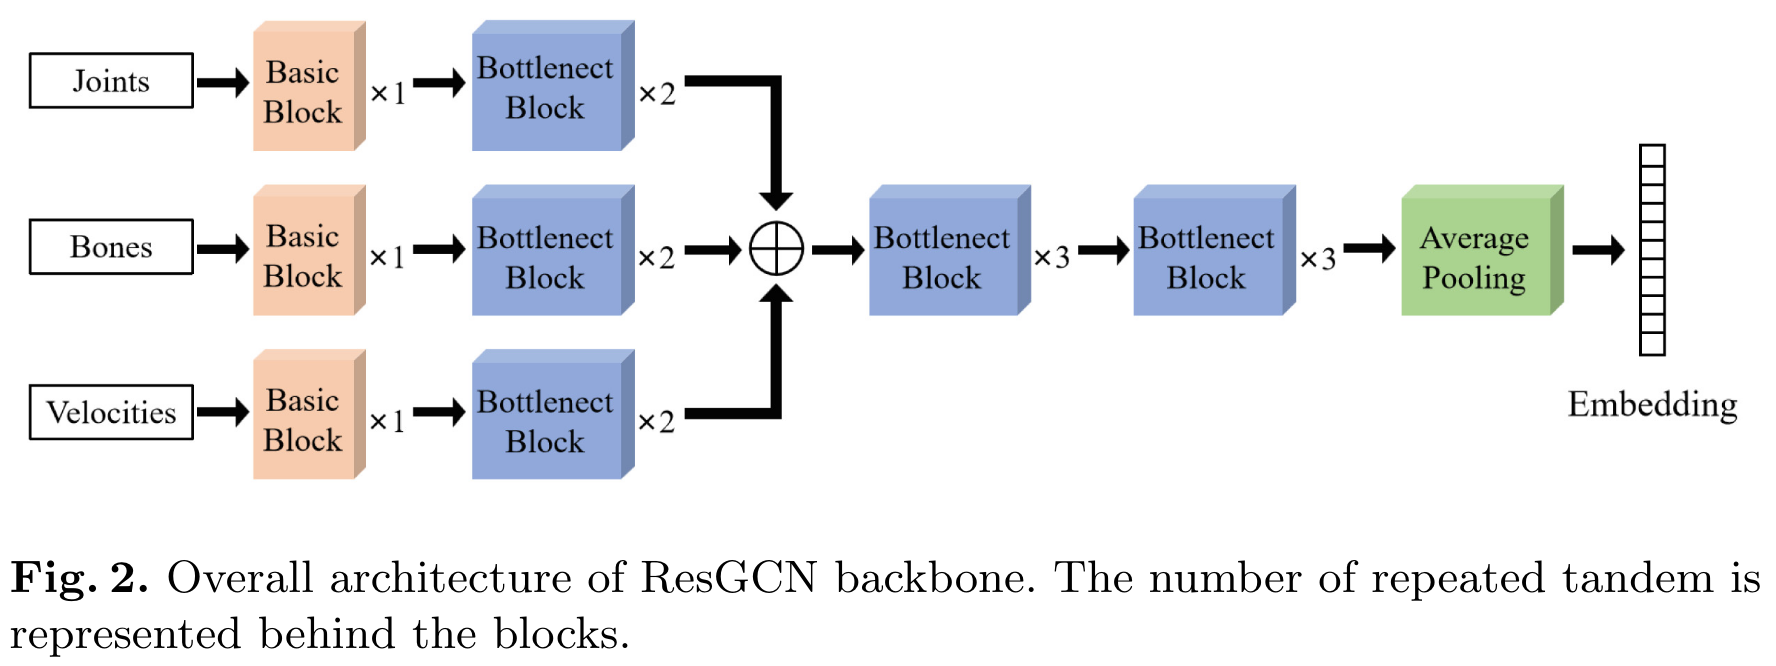 Joints
Basic
Block
×1
Bottlenect
Block
×2
Bones
Basic
Block
×1
Bottlenect
Block
×2
Velocities
Basic
Block
×1
Bottlenect
Block
×2
Bottlenect
Block
×3
Bottlenect
Block
×3
Average
Pooling
Embedding
Fig. 2. Overall architecture of ResGCN backbone. The number of repeated tandem is
represented behind the blocks.